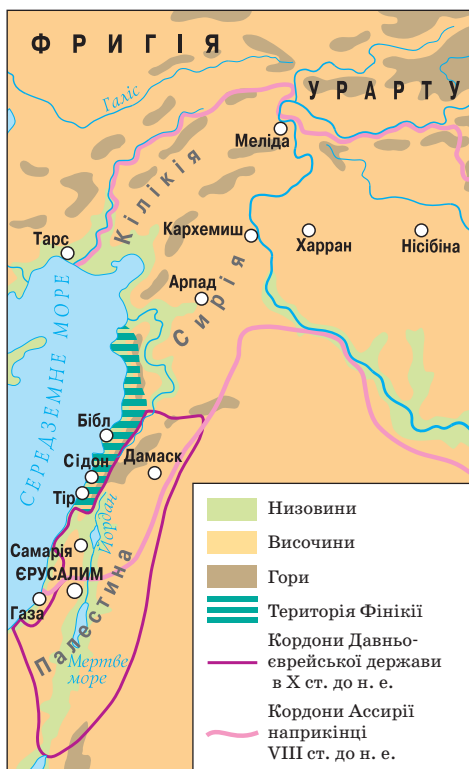 ФРИГІЯ
Галіс
УРАРТУ
Меліда
Кілікія
Тарс
Кархемиш
Харран
Нісібіна
Арпад
Сирія
СЕРЕДЗЕМНЕ МОРЕ
Бібл
Сідон
Дамаск
Тір
Йордан
Самарія
ЄРУСАЛИМ
Газа
Палестина
Мертве
море
Низовини
Височини
Гори
Територія Фінікії
Кордони Давньо-
єврейської держави
в X ст. до н. е.
Кордони Ассирії
наприкінці
VIII ст. до н. е.